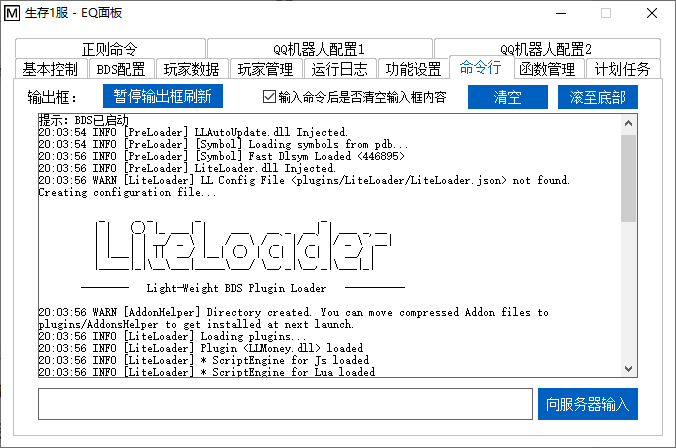 生存1服 - EQ面板
正则命令 QQ机器人配置1 QQ机器人配置2
基本控制 BDS配置 玩家数据 玩家管理 运行日志 功能设置 命令行 函数管理 计划任务
输出框： 暂停输出框刷新 输入命令后是否清空输入框内容 清空 滚至底部
提示：BDS已启动
20:03:54 INFO [PreLoader] LLAutoUpdate.dll Injected.
20:03:54 INFO [PreLoader] [Symbol] Loading symbols from pdb...
20:03:56 INFO [PreLoader] [Symbol] Fast Dlsym Loaded <446895>
20:03:56 INFO [PreLoader] LiteLoader.dll Injected.
20:03:56 WARN [LiteLoader] LL Config File <plugins/LiteLoader/LiteLoader.json> not found.
Creating configuration file...
LiteLoader
Light-Weight BDS Plugin Loader
20:03:56 WARN [AddonHelper] Directory created. You can move compressed Addon files to
plugins/AddonsHelper to get installed at next launch.
20:03:56 INFO [LiteLoader] Loading plugins...
20:03:56 INFO [LiteLoader] Plugin <LLMoney.dll> loaded
20:03:56 INFO [LiteLoader] * ScriptEngine for Js loaded
20:03:56 INFO [LiteLoader] * ScriptEngine for Lua loaded
向服务器输入